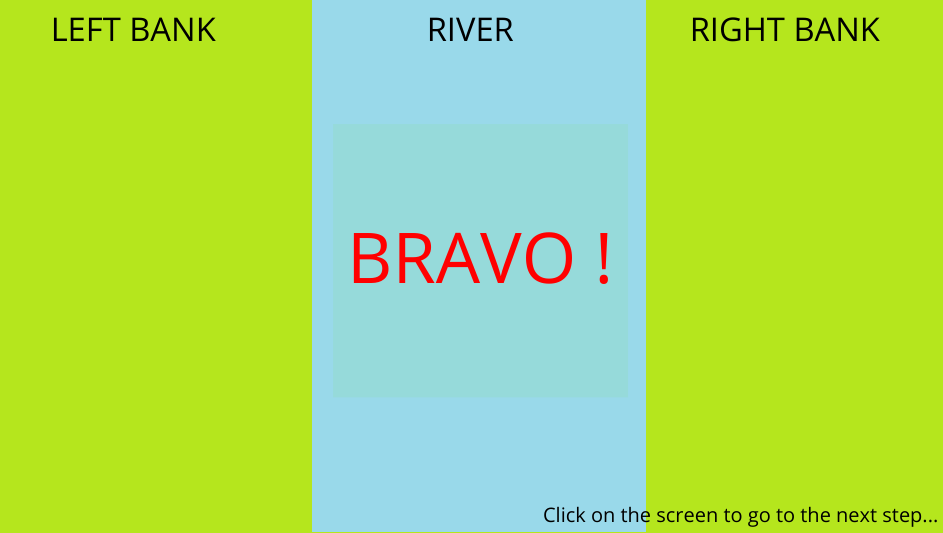 LEFT BANK
RIVER
RIGHT BANK
BRAVO !
Click on the screen to go to the next step...